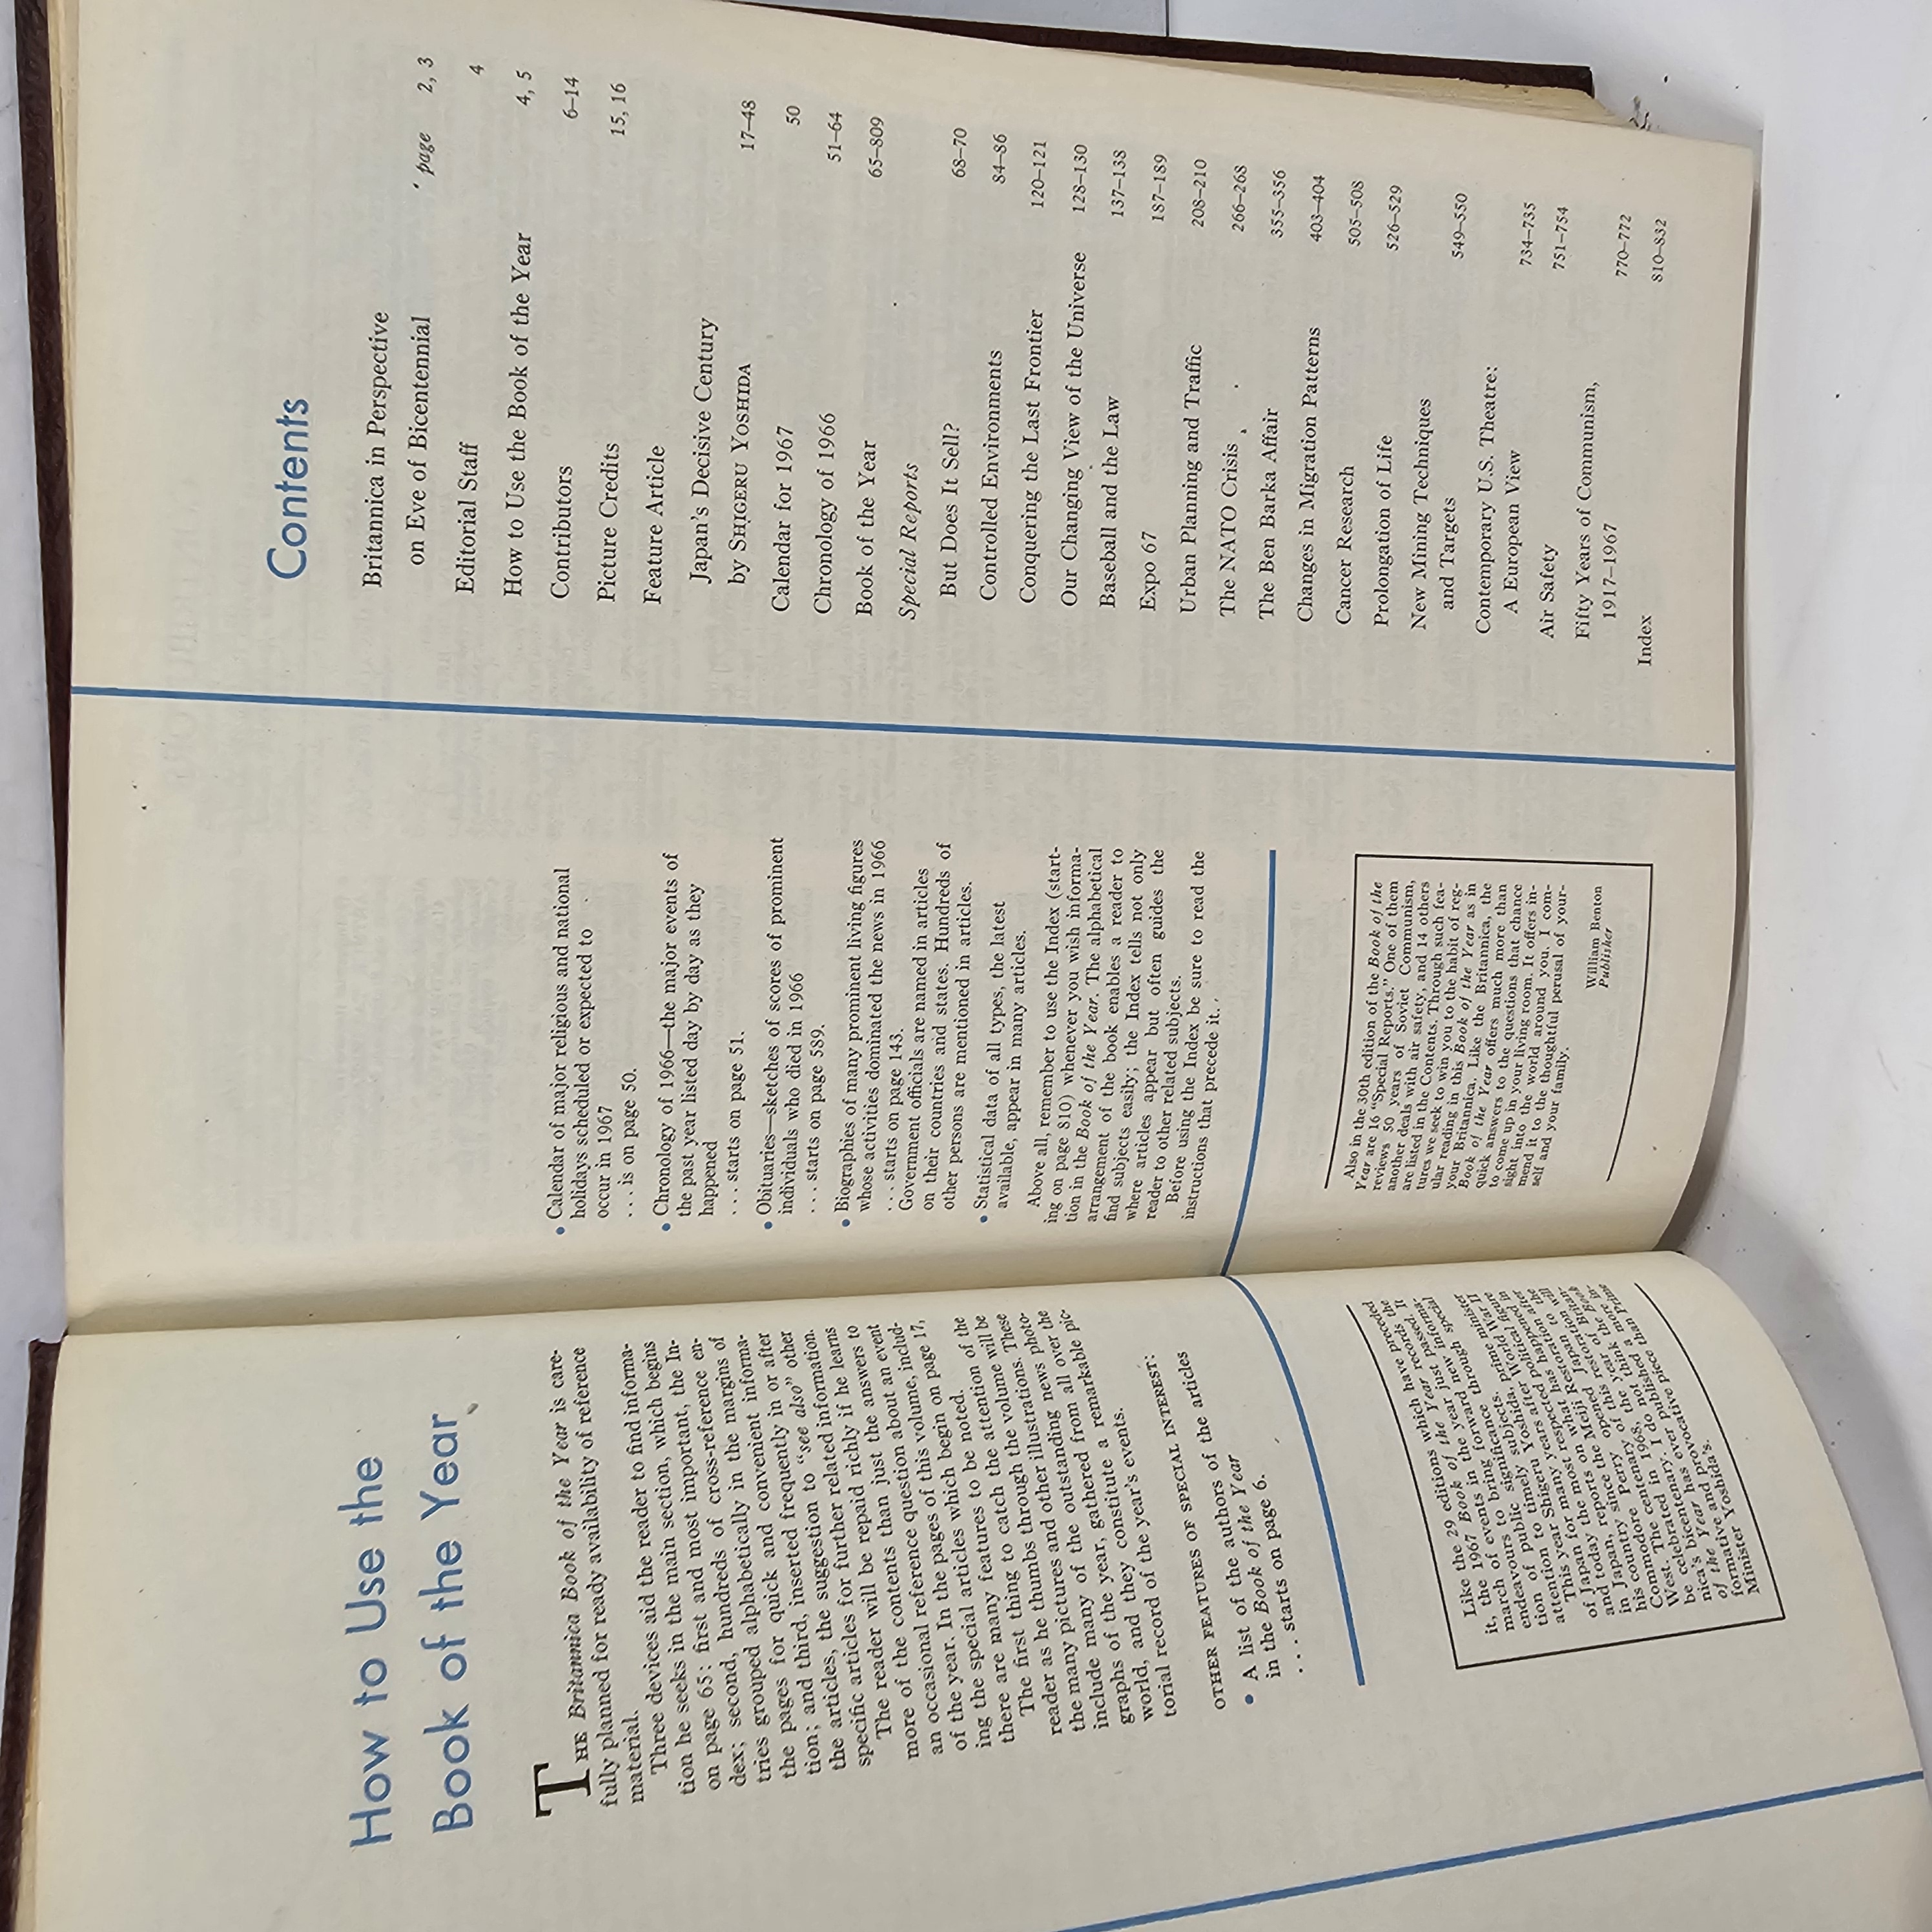 How to Use the
Book of the Year
THE Britannica Book of the Year is care-
fully planned for ready availability of reference
material.
Three devices aid the reader to find informa-
tion he seeks in the main section, which begins
on page 65: first and most important, the In-
dex; second, hundreds of cross-reference en-
tries grouped alphabetically in the margins of
the pages for quick and convenient informa-
tion; and third, inserted frequently in or after
the articles, the suggestion to "see also" other
specific articles for further related information.
The reader will be repaid richly if he learns
more of the contents than just the answers to
an occasional reference question about an event
of the year. In the pages of this volume, includ-
ing the special articles which begin on page 17,
there are many features to be noted.
The first thing to catch the attention of the
reader as he thumbs through the volume will be
the many pictures and other illustrations. These
include many of the outstanding news photo-
graphs of the year, gathered from all over the
world, and they constitute a remarkable pic-
torial record of the year's events.
OTHER FEATURES OF SPECIAL INTEREST:
• A list of the authors of the articles
in the Book of the Year
. . . starts on page 6.
Like the 29 editions which have preceded
it, the 1967 Book of the Year records the
march of events in the year just passed. It
endeavours to bring forward new informa-
tion of public significance through special
attention to timely subjects.
This year Shigeru Yoshida, prime minister
of Japan for many years after World War II
and today the most respected political figure
in Japan, reports on what has happened in
his country since the Meiji Restoration after
Commodore Perry opened Japan to the
West. The centenary of this restoration will
be celebrated in 1968, the year of Britan-
nica's bicentenary. I do not think the Book
of the Year has ever published a more in-
formative and provocative piece than Prime
Minister Yoshida's.
• Calendar of major religious and national
holidays scheduled or expected to
occur in 1967
. . . is on page 50.
• Chronology of 1966—the major events of
the past year listed day by day as they
happened
. . . starts on page 51.
• Obituaries—sketches of scores of prominent
individuals who died in 1966
. . . starts on page 589.
• Biographies of many prominent living figures
whose activities dominated the news in 1966
. . . starts on page 143.
Government officials are named in articles
on their countries and states. Hundreds of
other persons are mentioned in articles.
• Statistical data of all types, the latest
available, appear in many articles.
Above all, remember to use the Index (start-
ing on page 810) whenever you wish informa-
tion in the Book of the Year. The alphabetical
arrangement of the book enables a reader to
find subjects easily; the Index tells not only
where articles appear but often guides the
reader to other related subjects.
Before using the Index be sure to read the
instructions that precede it.
Also in the 30th edition of the Book of the
Year are 16 "Special Reports." One of them
reviews 50 years of Soviet Communism,
another deals with air safety, and 14 others
are listed in the Contents. Through such fea-
tures we seek to win you to the habit of reg-
ular reading in this Book of the Year as in
your Britannica. Like the Britannica, the
Book of the Year offers much more than
quick answers to the questions that chance
to come up in your living room. It offers in-
sight into the world around you. I com-
mend it to the thoughtful perusal of your-
self and your family.
William Benton
Publisher
Contents
Britannica in Perspective
on Eve of Bicentennial page 2, 3
Editorial Staff 4
How to Use the Book of the Year 4, 5
Contributors 6–14
Picture Credits 15, 16
Feature Article
Japan's Decisive Century
by SHIGERU YOSHIDA 17–48
Calendar for 1967 50
Chronology of 1966 51–64
Book of the Year 65–809
Special Reports
But Does It Sell? 68–70
Controlled Environments 84–86
Conquering the Last Frontier 120–121
Our Changing View of the Universe 128–130
Baseball and the Law 137–138
Expo 67 187–189
Urban Planning and Traffic 208–210
The NATO Crisis 266–268
The Ben Barka Affair 355–356
Changes in Migration Patterns 403–404
Cancer Research 505–508
Prolongation of Life 526–529
New Mining Techniques
and Targets 549–550
Contemporary U.S. Theatre:
A European View 734–735
Air Safety 751–754
Fifty Years of Communism,
1917–1967 770–772
Index 810–832